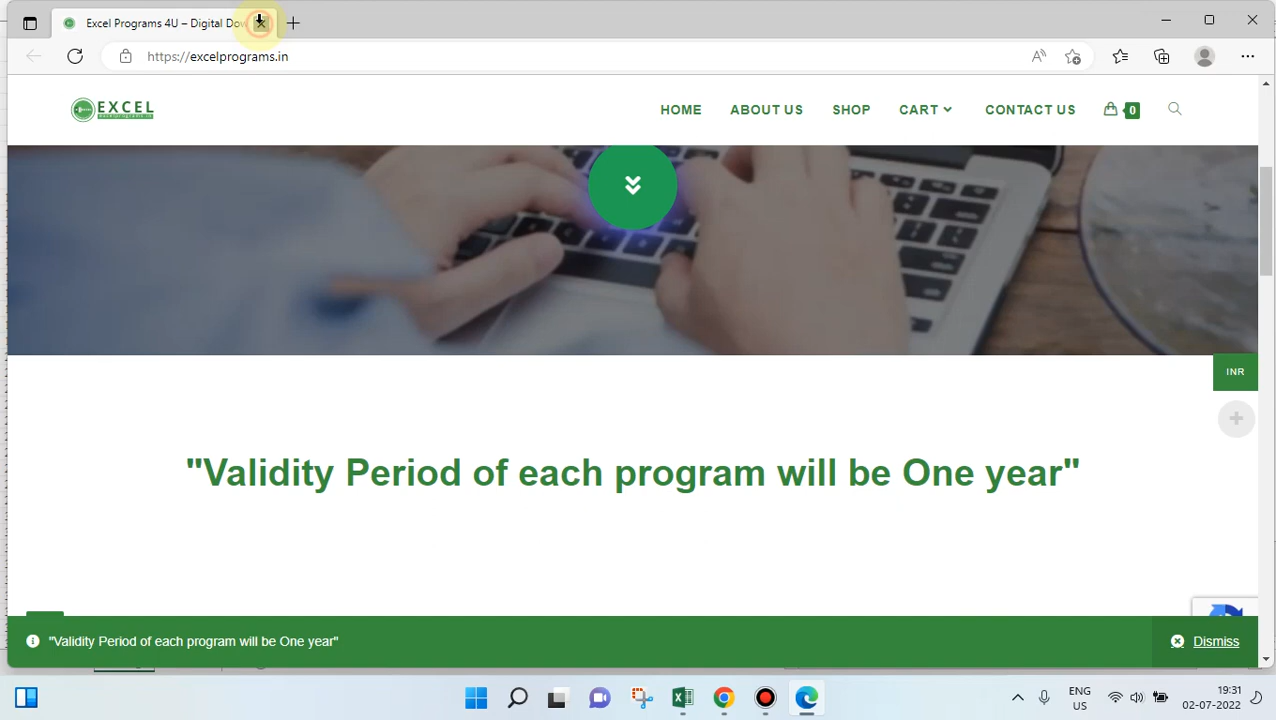 Excel Programs 4U – Digital Dow
https://excelprograms.in
EXCEL
HOME ABOUT US SHOP CART CONTACT US 0
INR
"Validity Period of each program will be One year"
"Validity Period of each program will be One year"
Dismiss
ENG
US
19:31
02-07-2022